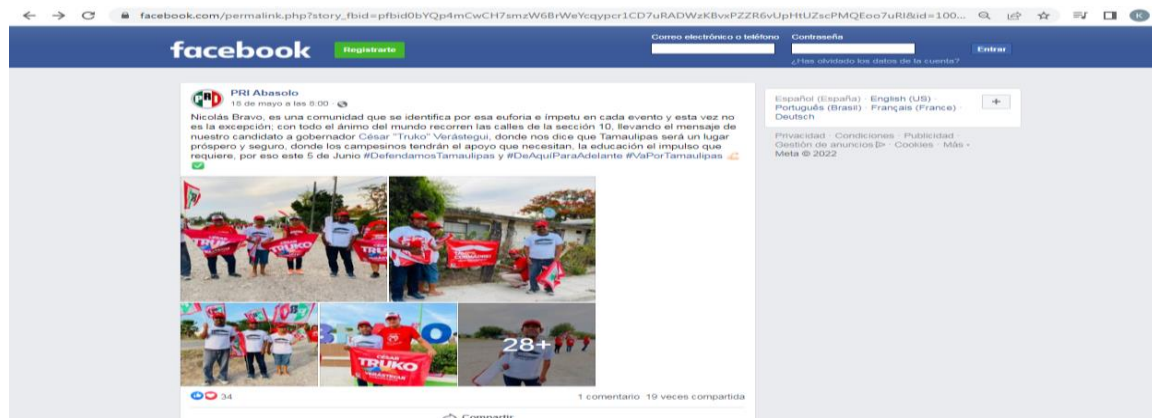 facebook.com/permalink.php?story_fbid=pfbid0bYQp4mCwCH7smzW6BrWeYcqypcr1CD7uRADWzKBvxPZZR6vUpHtUZscPMQEoo7uRl&id=100...
K
facebook
Registrarte
Correo electrónico o teléfono
Contraseña
Entrar
¿Has olvidado los datos de la cuenta?
PRI Abasolo
18 de mayo a las 8:00 ·
Nicolás Bravo, es una comunidad que se identifica por esa euforia e ímpetu en cada evento y esta vez no
es la excepción; con todo el ánimo del mundo recorren las calles de la sección 10, llevando el mensaje de
nuestro candidato a gobernador César "Truko" Verástegui, donde nos dice que Tamaulipas será un lugar
próspero y seguro, donde los campesinos tendrán el apoyo que necesitan, la educación el impulso que
requiere, por eso este 5 de Junio #DefendamosTamaulipas y #DeAquíParaAdelante #VaPorTamaulipas
CÉSAR
TRUKO
VERÁSTEGUI
28+
34
1 comentario 19 veces compartida
Compartir
Español (España) · English (US) ·
Português (Brasil) · Français (France) ·
Deutsch
Privacidad · Condiciones · Publicidad ·
Gestión de anuncios · Cookies · Más
Meta © 2022